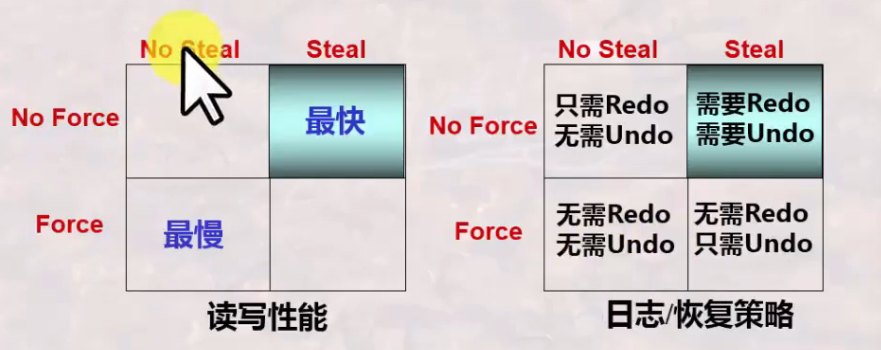 No Steal Steal
No Force 最快
Force 最慢
读写性能
No Steal Steal
No Force 只需Redo 需要Redo
无需Undo 需要Undo
Force 无需Redo 无需Redo
无需Undo 只需Undo
日志/恢复策略